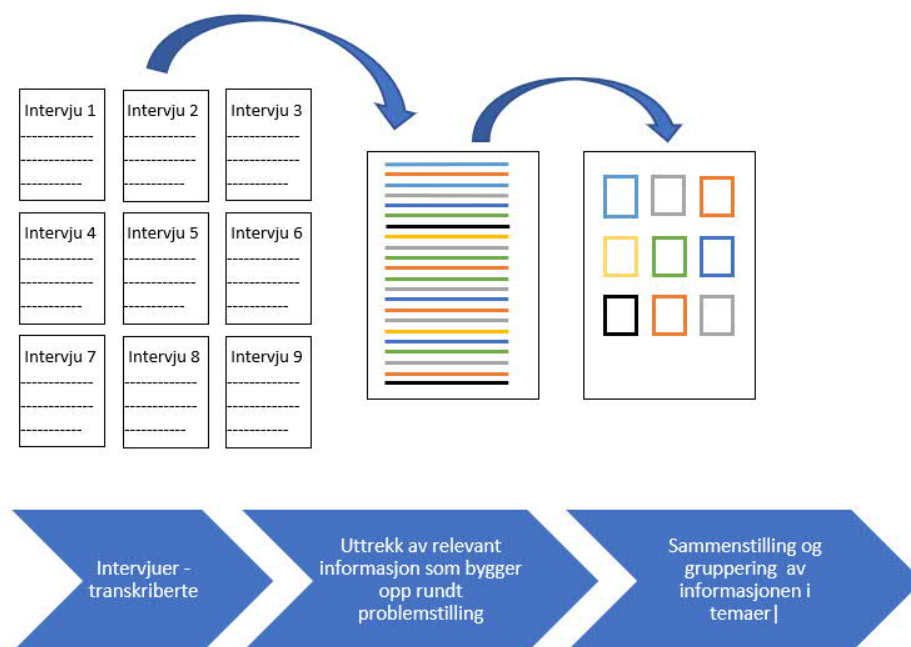 Intervju 1
Intervju 2
Intervju 3
Intervju 4
Intervju 5
Intervju 6
Intervju 7
Intervju 8
Intervju 9
Intervjuer -
transkriberte
Uttrekk av relevant
informasjon som bygger
opp rundt
problemstilling
Sammenstilling og
gruppering av
informasjonen i
temaer